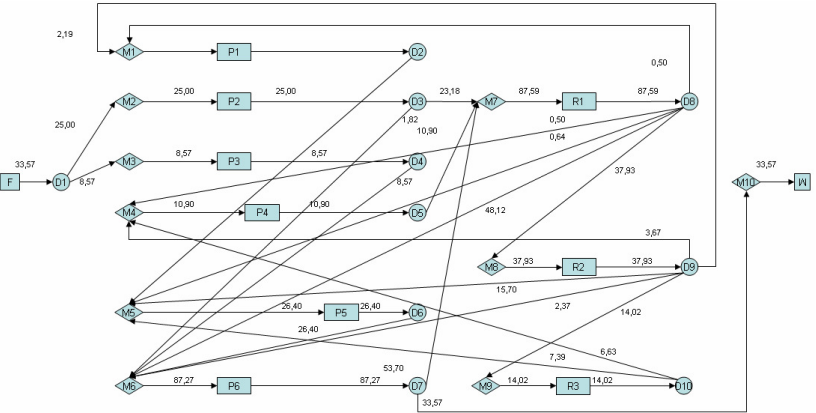 2,19
M1
P1
D2
0,50
M2
25,00
P2
25,00
D3
23,18
M7
87,59
R1
87,59
D8
1,82
10,90
0,50
0,64
25,00
33,57
F
D1
8,57
M3
8,57
P3
8,57
D4
8,57
37,93
M10
33,57
W
M4
10,90
P4
10,90
D5
48,12
3,67
M8
37,93
R2
37,93
D9
15,70
2,37
14,02
M5
26,40
P5
26,40
D6
26,40
7,39
6,63
M6
87,27
P6
87,27
D7
53,70
33,57
M9
14,02
R3
14,02
D10